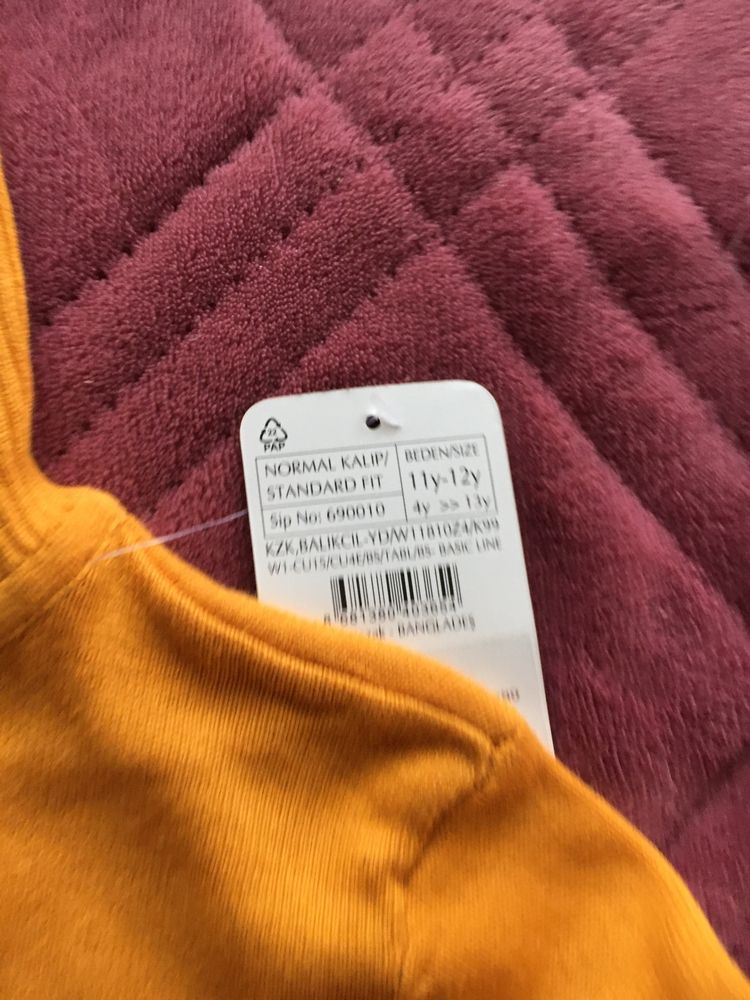 22
PAP
NORMAL KALIP/
STANDARD FIT
BEDEN/SIZE
11y-12y
4y >> 13y
Sip No: 690010
KZK,BALIKCIL-YD/W11810Z4/K99
W1-CU15/CU4E/BS/TABL/BS- BASIC LINE
- BANGLADEŞ